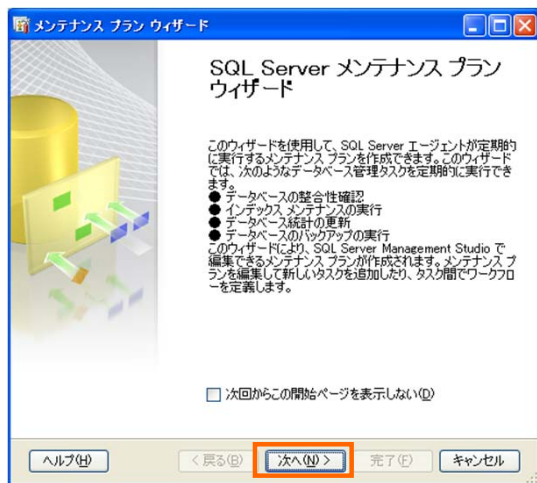 メンテナンス プラン ウィザード
SQL Server メンテナンス プラン
ウィザード
このウィザードを使用して、SQL Server エージェントが定期的
に実行するメンテナンス プランを作成できます。このウィザード
では、次のようなデータベース管理タスクを定期的に実行でき
ます。
● データベースの整合性確認
● インデックス メンテナンスの実行
● データベース統計の更新
● データベースのバックアップの実行
このウィザードにより、SQL Server Management Studio で
編集できるメンテナンス プランが作成されます。メンテナンス プ
ランを編集して新しいタスクを追加したり、タスク間でワークフロ
ーを定義します。
次回からこの開始ページを表示しない(D)
ヘルプ(H) < 戻る(B) 次へ(N) > 完了(F) キャンセル